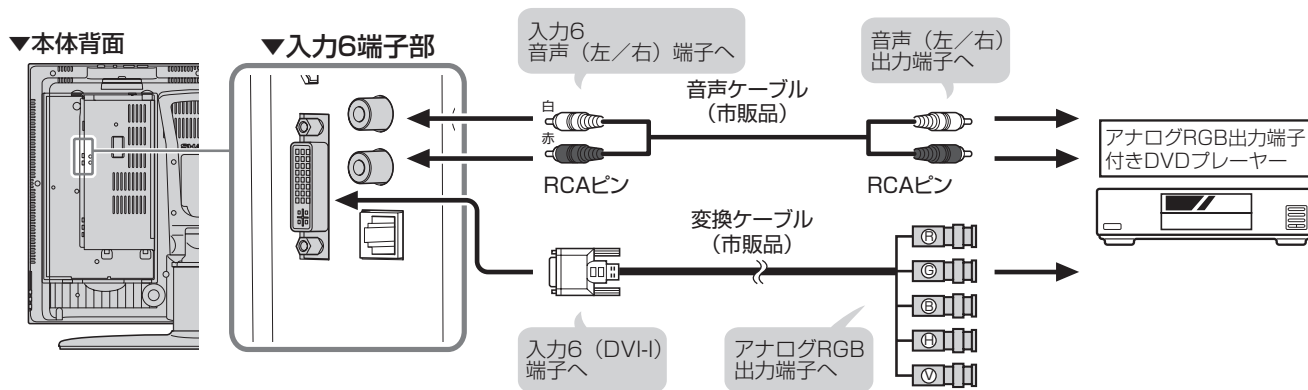 ▼本体背面
▼入力6端子部
入力6
音声（左／右）端子へ
音声（左／右）
出力端子へ
音声ケーブル
（市販品）
白
赤
RCAピン
RCAピン
アナログRGB出力端子
付きDVDプレーヤー
変換ケーブル
（市販品）
R
G
B
H
V
入力6（DVI-I）
端子へ
アナログRGB
出力端子へ